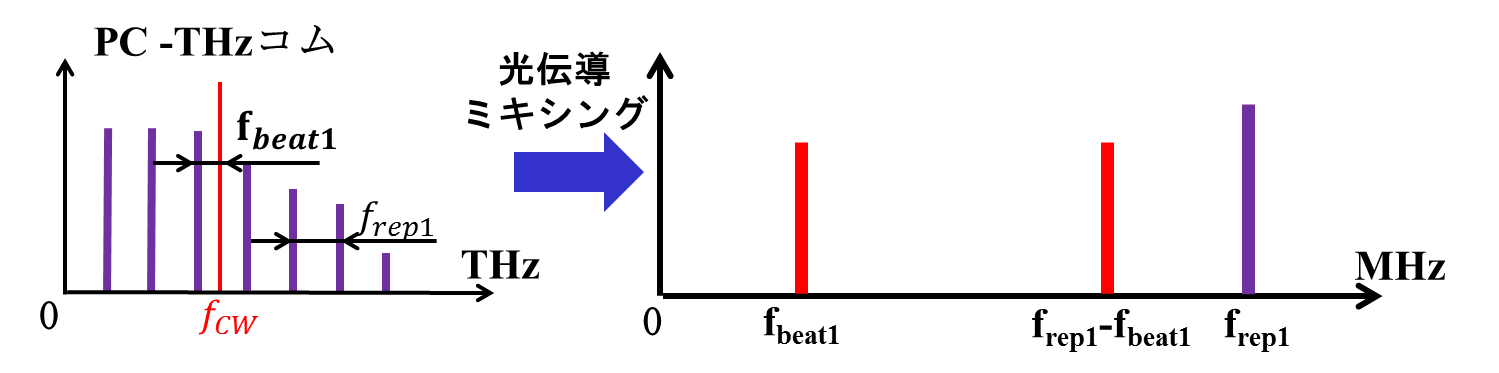 PC -THzコム
f_beat1
f_rep1
THz
0
f_CW
光伝導
ミキシング
MHz
0
f_beat1
f_rep1-f_beat1
f_rep1